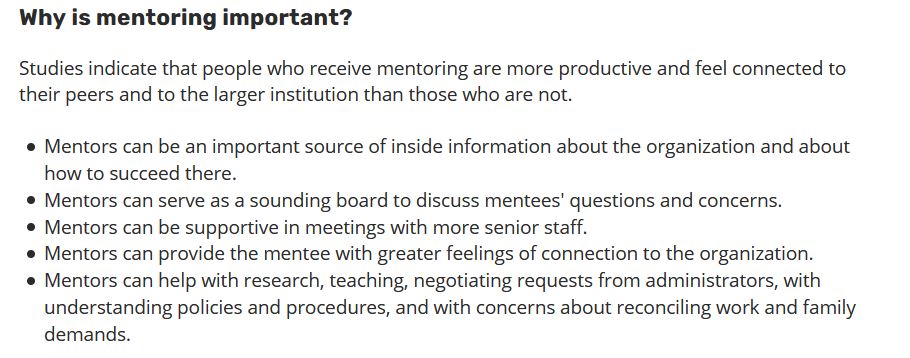 Why is mentoring important?
Studies indicate that people who receive mentoring are more productive and feel connected to
their peers and to the larger institution than those who are not.
• Mentors can be an important source of inside information about the organization and about
how to succeed there.
• Mentors can serve as a sounding board to discuss mentees' questions and concerns.
• Mentors can be supportive in meetings with more senior staff.
• Mentors can provide the mentee with greater feelings of connection to the organization.
• Mentors can help with research, teaching, negotiating requests from administrators, with
understanding policies and procedures, and with concerns about reconciling work and family
demands.